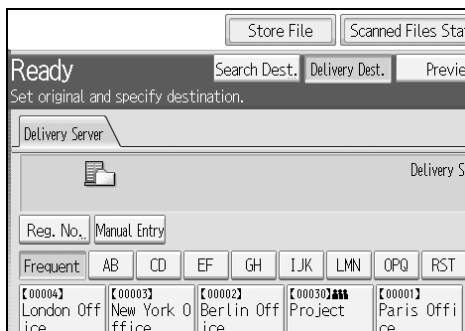 Store File Scanned Files Sta
Ready Search Dest. Delivery Dest. Previe
Set original and specify destination.
Delivery Server
Delivery S
Reg. No. Manual Entry
Frequent AB CD EF GH IJK LMN OPQ RST
【00004】 【00003】 【00002】 【00030】 【00001】
London Off New York O Berlin Off Project Paris Offi
ice ffice ice ce